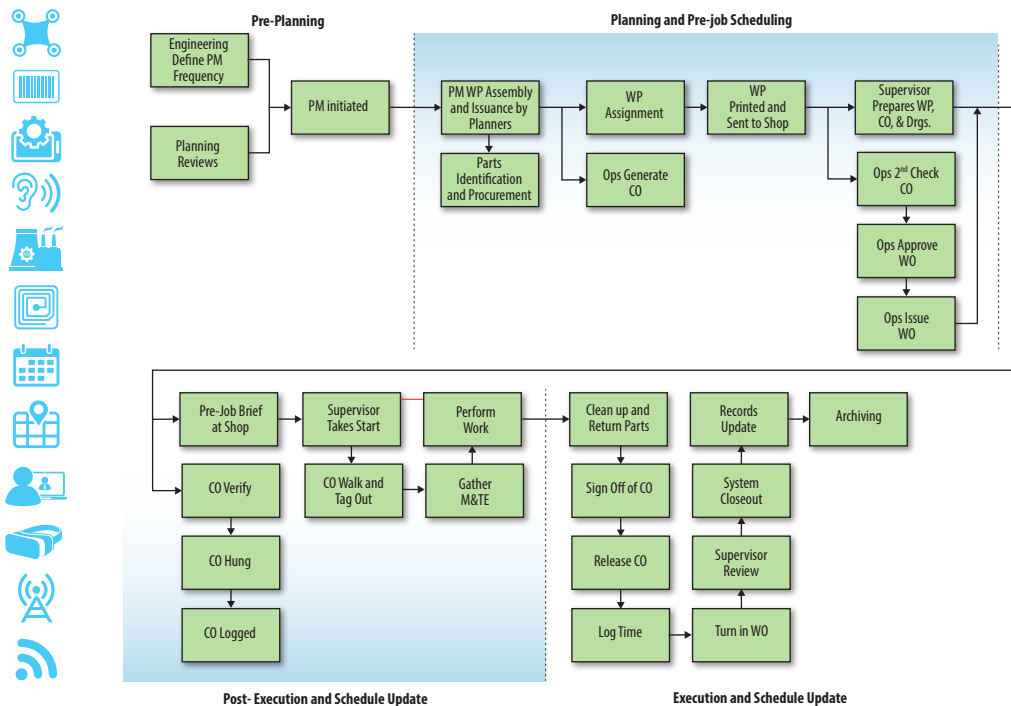 Pre-Planning
Planning and Pre-job Scheduling
Engineering
Define PM
Frequency
Planning
Reviews
PM initiated
PM WP Assembly
and Issuance by
Planners
Parts
Identification
and Procurement
WP
Assignment
Ops Generate
CO
WP
Printed and
Sent to Shop
Supervisor
Prepares WP,
CO, & Drgs.
Ops 2nd Check
CO
Ops Approve
WO
Ops Issue
WO
Pre-Job Brief
at Shop
Supervisor
Takes Start
Perform
Work
CO Verify
CO Walk and
Tag Out
Gather
M&TE
CO Hung
CO Logged
Clean up and
Return Parts
Sign Off of CO
Release CO
Log Time
Turn in WO
Supervisor
Review
System
Closeout
Records
Update
Archiving
Post- Execution and Schedule Update
Execution and Schedule Update